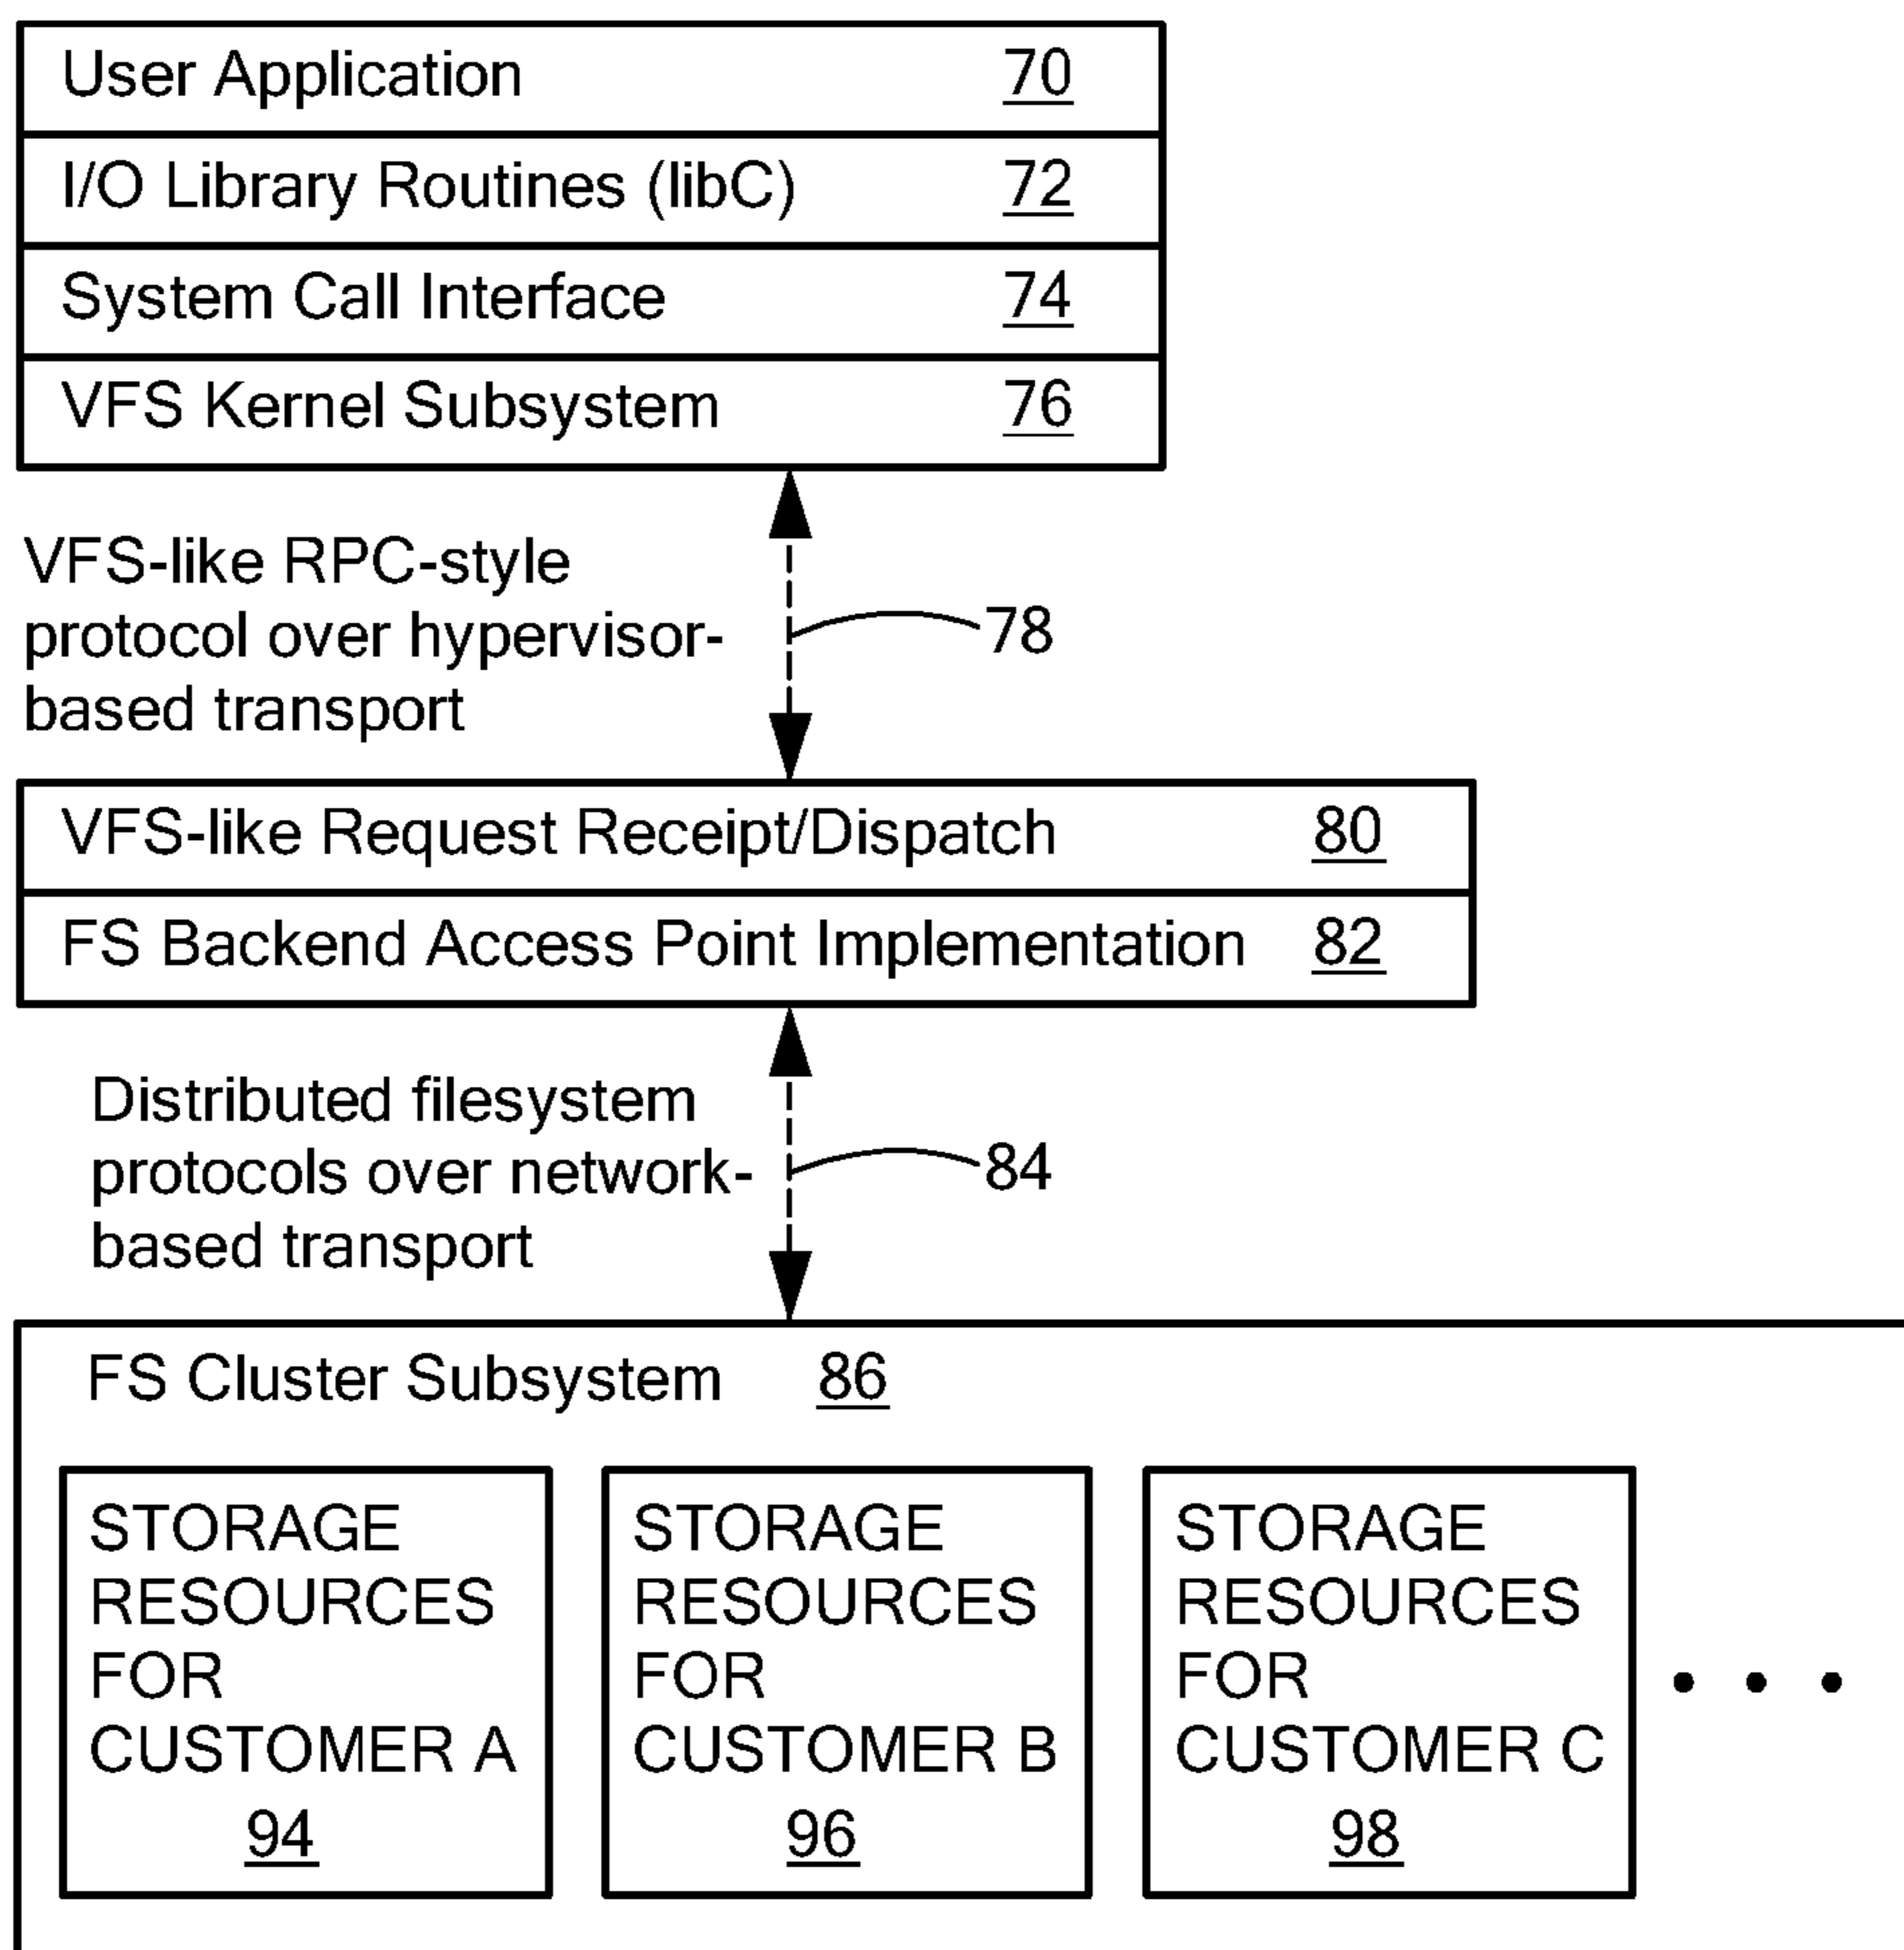 User Application 70
I/O Library Routines (libC) 72
System Call Interface 74
VFS Kernel Subsystem 76
VFS-like RPC-style
protocol over hypervisor-
based transport
78
VFS-like Request Receipt/Dispatch 80
FS Backend Access Point Implementation 82
Distributed filesystem
protocols over network-
based transport
84
FS Cluster Subsystem 86
STORAGE
RESOURCES
FOR
CUSTOMER A
94
STORAGE
RESOURCES
FOR
CUSTOMER B
96
STORAGE
RESOURCES
FOR
CUSTOMER C
98